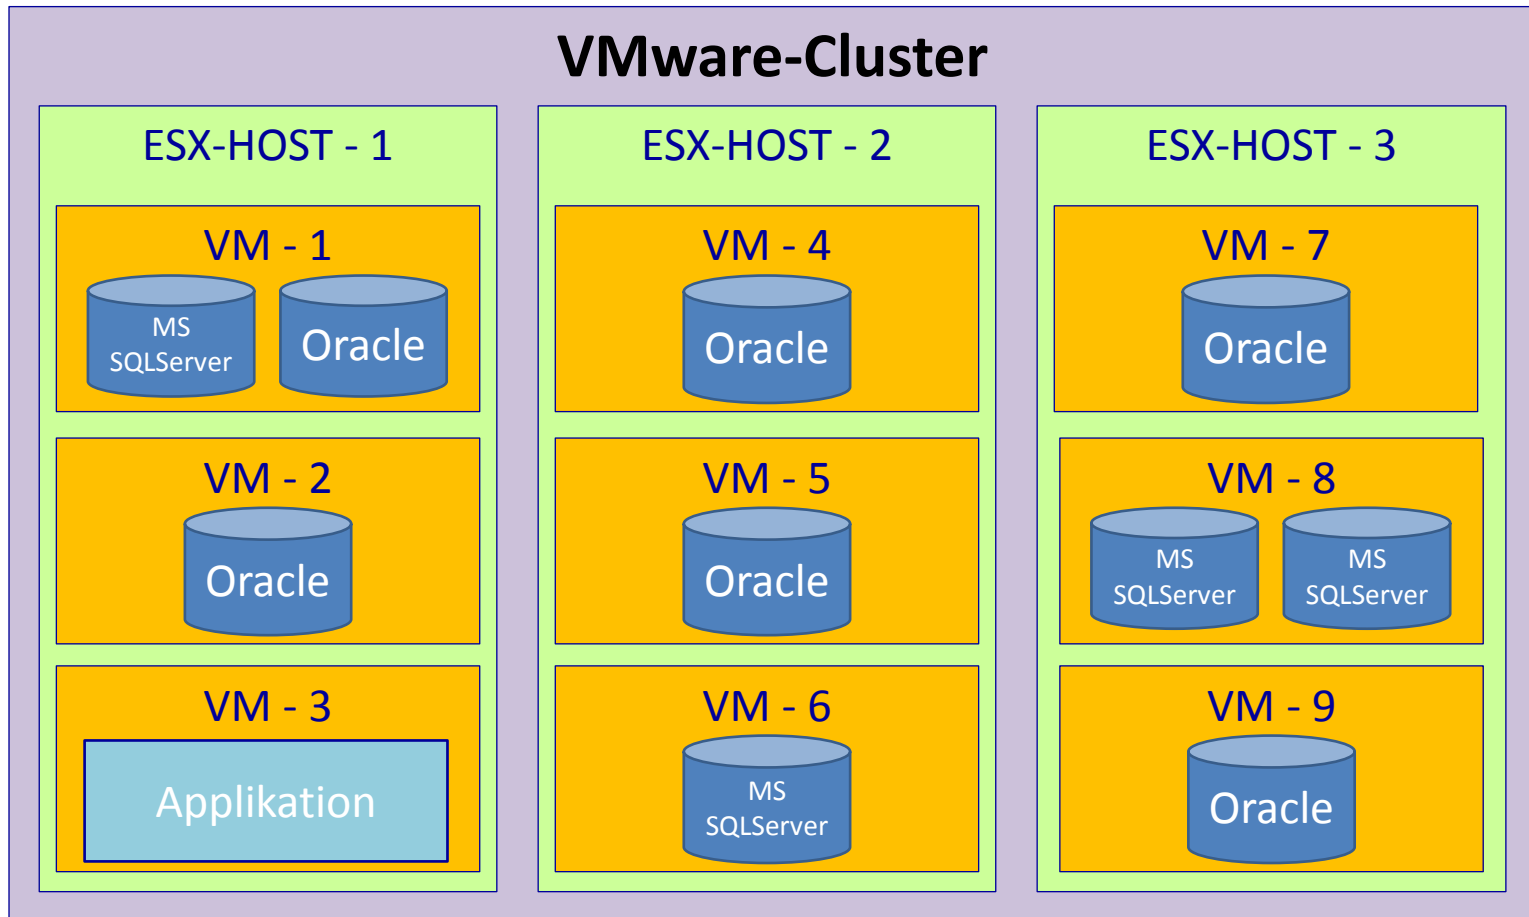 VMware-Cluster
ESX-HOST - 1
VM - 1
MS
SQLServer
Oracle
VM - 2
Oracle
VM - 3
Applikation
ESX-HOST - 2
VM - 4
Oracle
VM - 5
Oracle
VM - 6
MS
SQLServer
ESX-HOST - 3
VM - 7
Oracle
VM - 8
MS
SQLServer
MS
SQLServer
VM - 9
Oracle